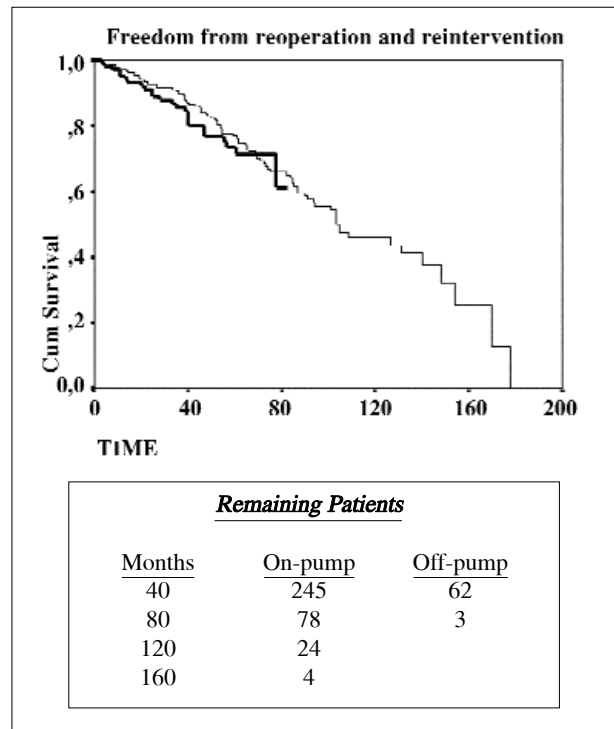 Freedom from reoperation and reintervention
1,0
,8
,6
,4
,2
0,0
Cum Survival
0 40 80 120 160 200
TIME
Remaining Patients
Months On-pump Off-pump
40 245 62
80 78 3
120 24
160 4